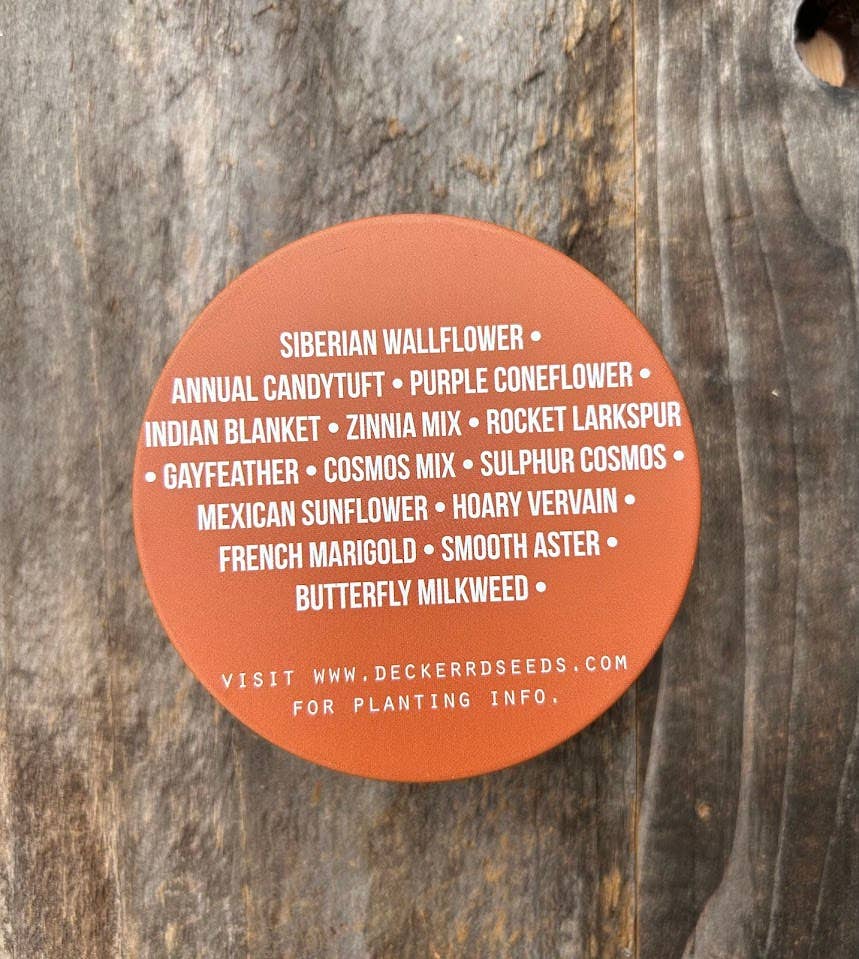 SIBERIAN WALLFLOWER •
ANNUAL CANDYTUFT • PURPLE CONEFLOWER •
INDIAN BLANKET • ZINNIA MIX • ROCKET LARKSPUR
• GAYFEATHER • COSMOS MIX • SULPHUR COSMOS •
MEXICAN SUNFLOWER • HOARY VERVAIN •
FRENCH MARIGOLD • SMOOTH ASTER •
BUTTERFLY MILKWEED •
VISIT WWW.DECKERRDSEEDS.COM
FOR PLANTING INFO.